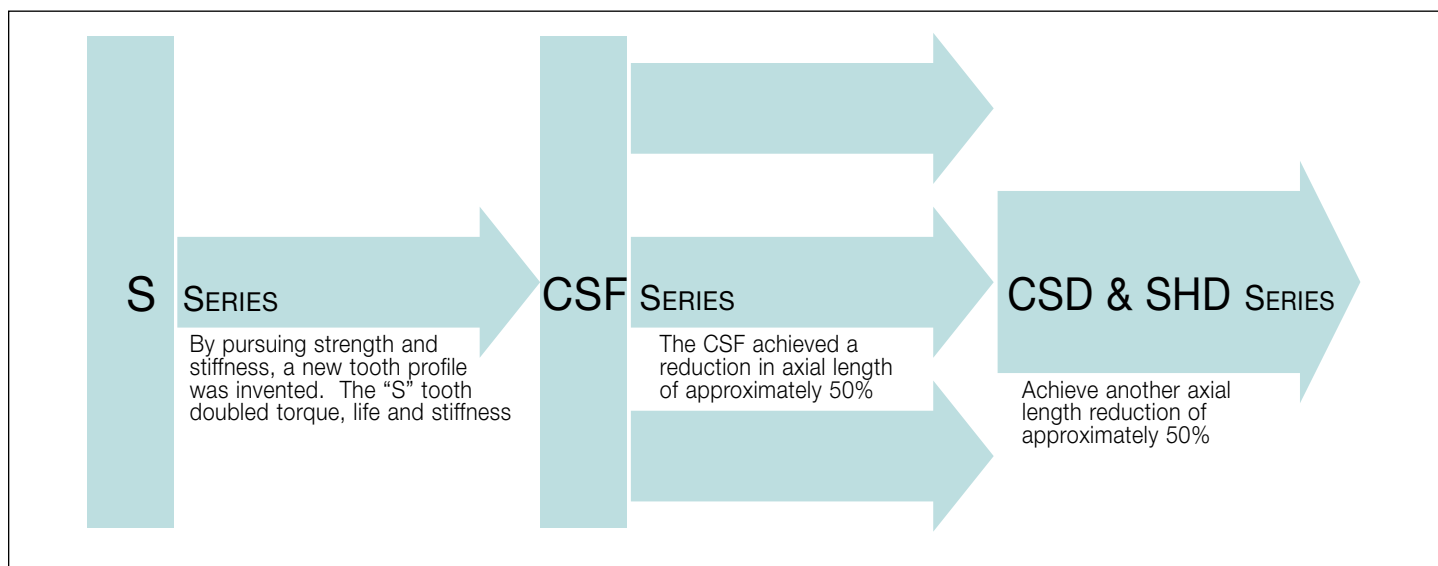 S SERIES
By pursuing strength and
stiffness, a new tooth profile
was invented. The “S” tooth
doubled torque, life and stiffness
CSF SERIES
The CSF achieved a
reduction in axial length
of approximately 50%
CSD & SHD SERIES
Achieve another axial
length reduction of
approximately 50%